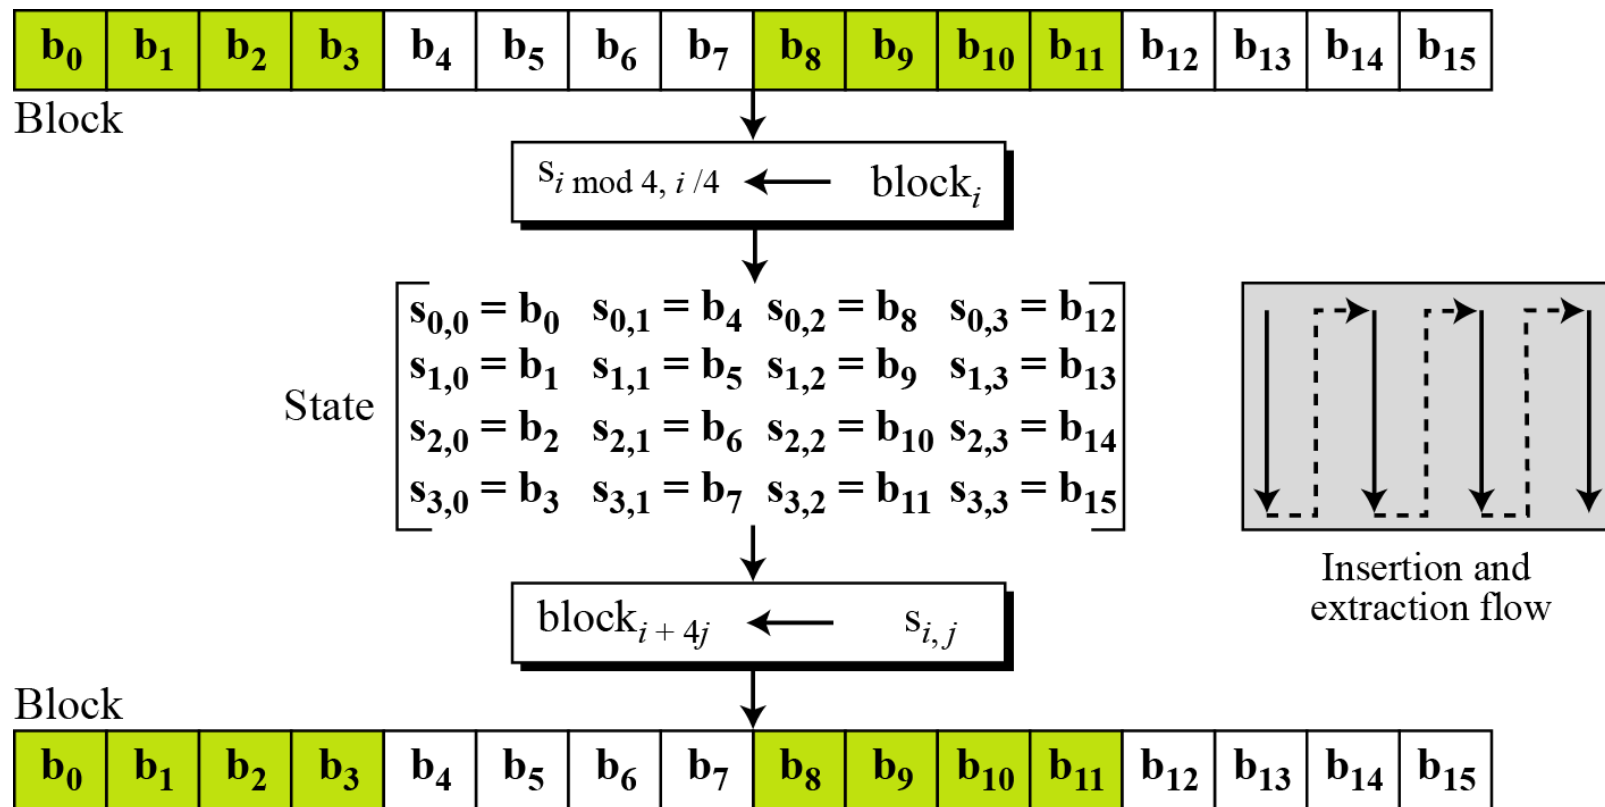 b0 b1 b2 b3 b4 b5 b6 b7 b8 b9 b10 b11 b12 b13 b14 b15
Block
s i mod 4, i /4 ← block i
s0,0 = b0 s0,1 = b4 s0,2 = b8 s0,3 = b12
s1,0 = b1 s1,1 = b5 s1,2 = b9 s1,3 = b13
State
s2,0 = b2 s2,1 = b6 s2,2 = b10 s2,3 = b14
s3,0 = b3 s3,1 = b7 s3,2 = b11 s3,3 = b15
Insertion and
extraction flow
block i + 4j ← s i, j
Block
b0 b1 b2 b3 b4 b5 b6 b7 b8 b9 b10 b11 b12 b13 b14 b15